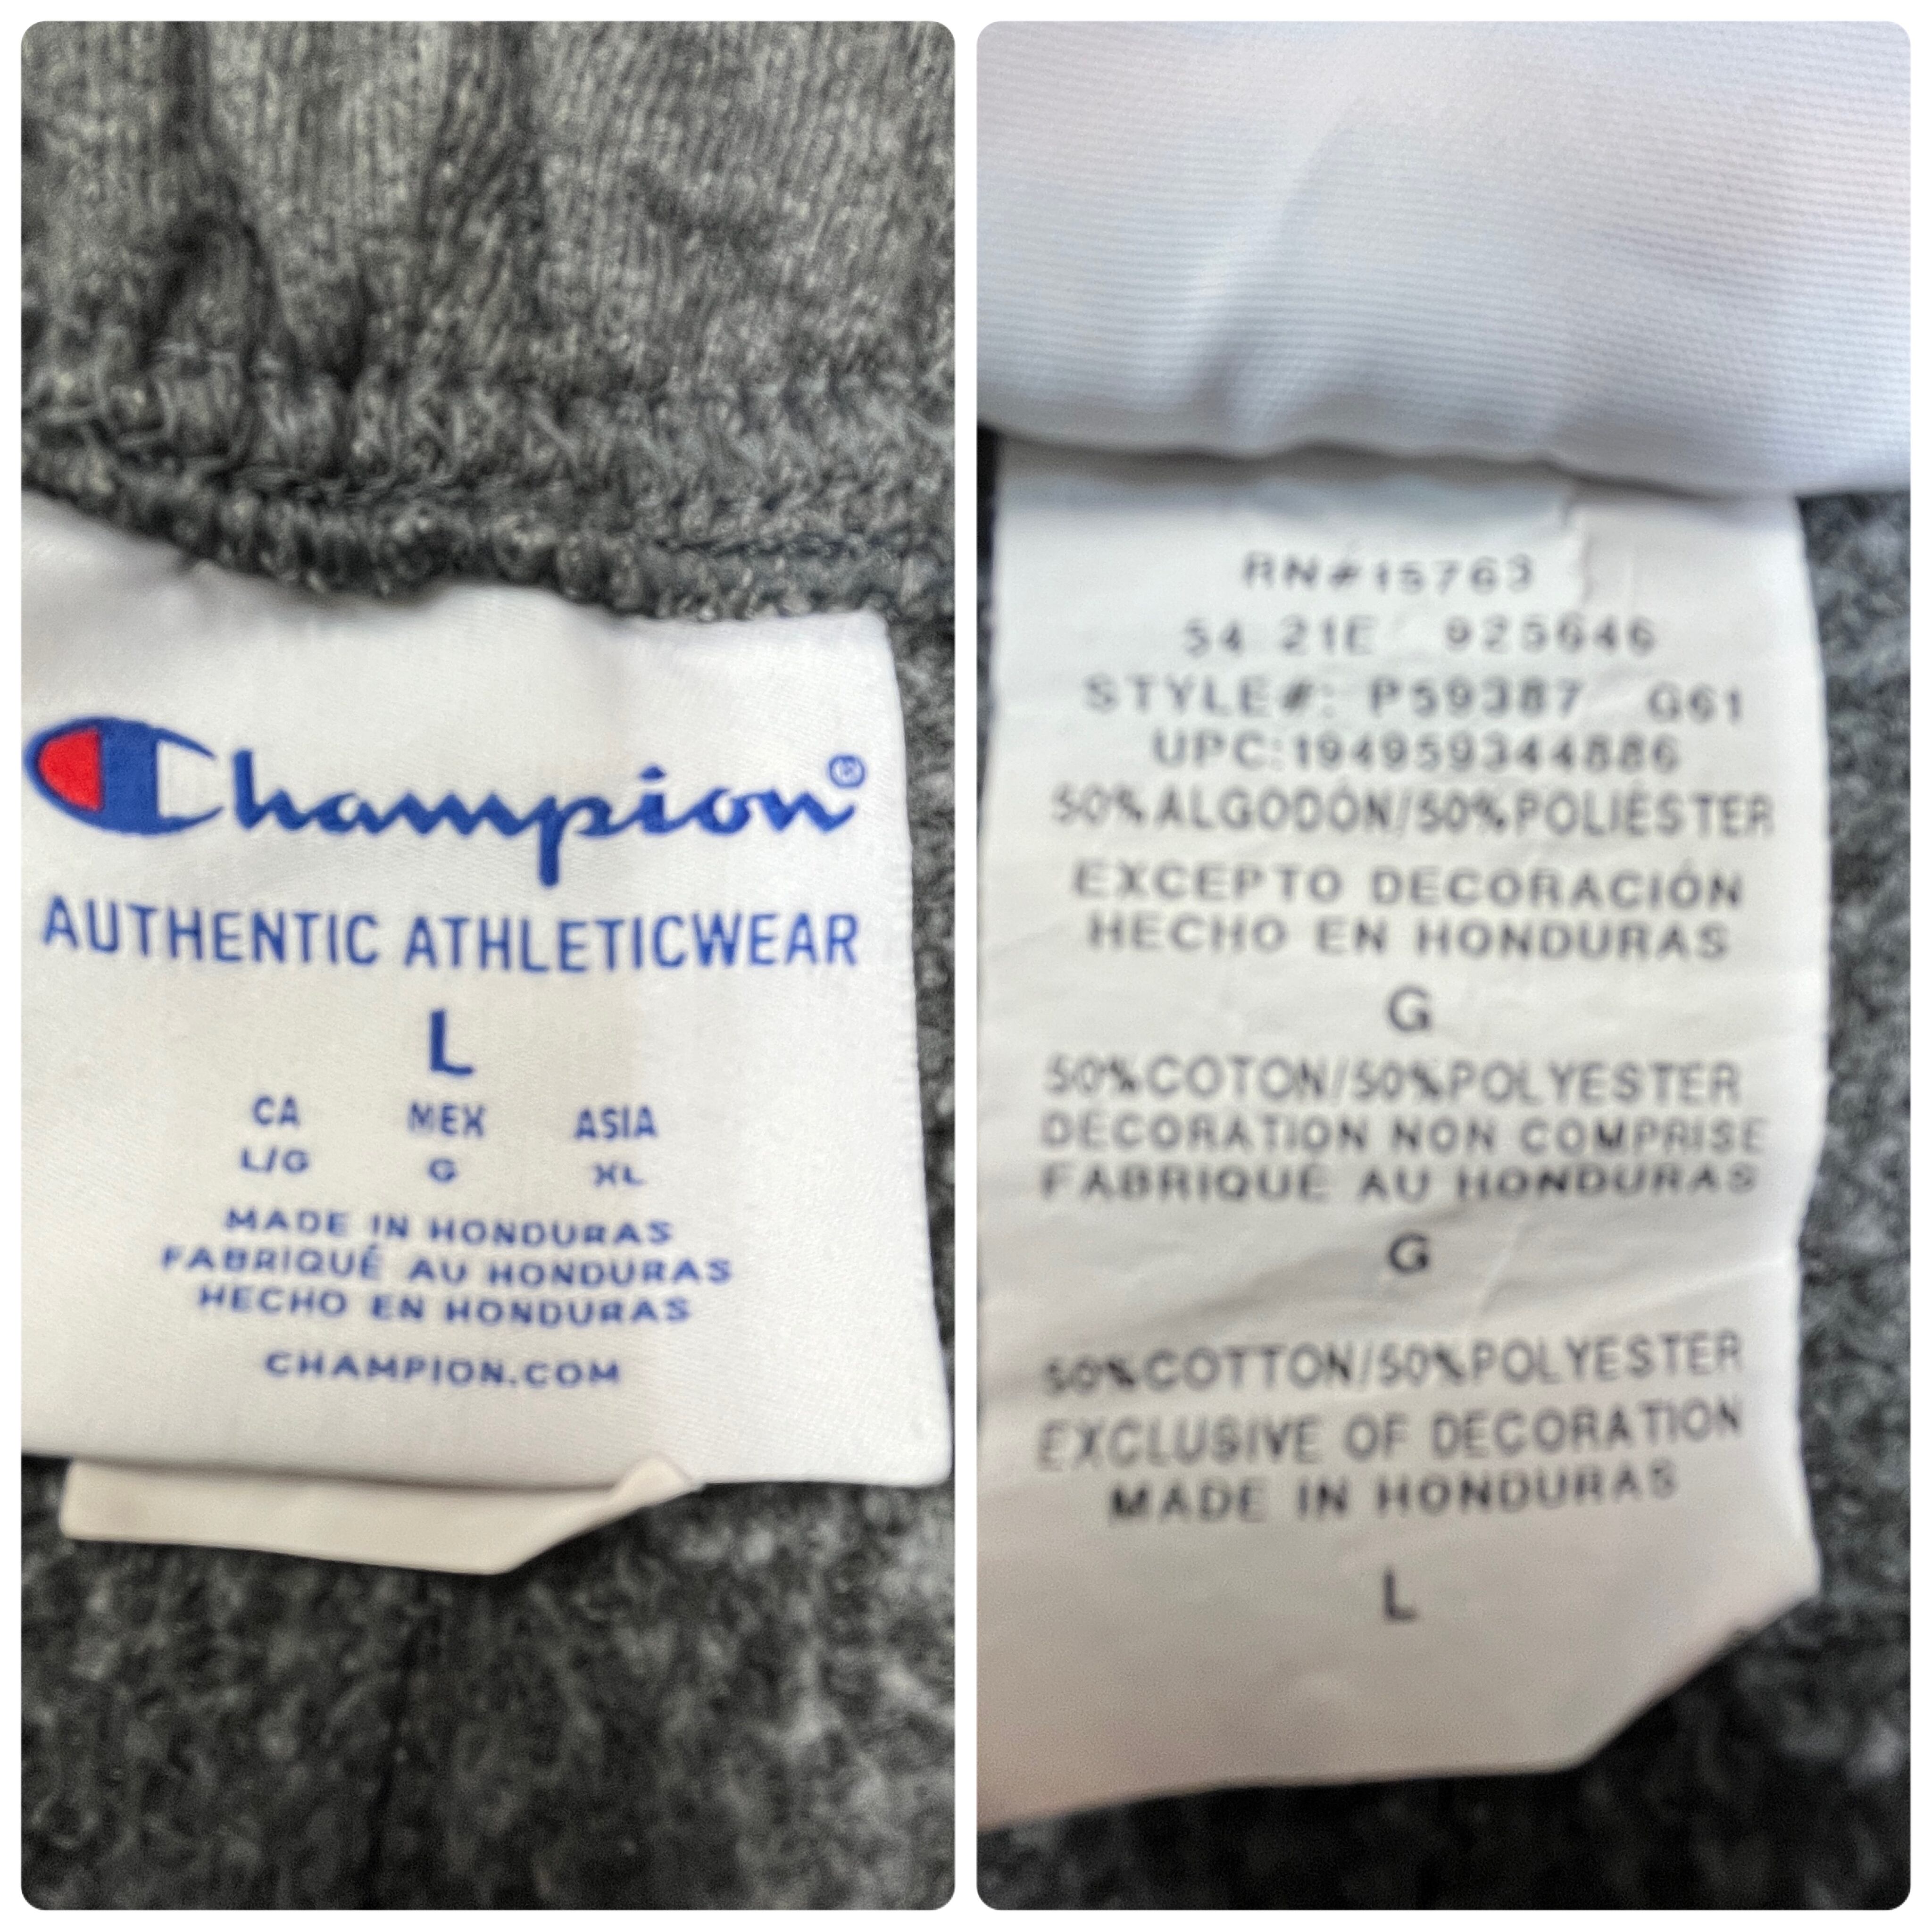 Champion®
AUTHENTIC ATHLETICWEAR
L
CA MEX ASIA
L/G G XL
MADE IN HONDURAS
FABRIQUÉ AU HONDURAS
HECHO EN HONDURAS
CHAMPION.COM
RN#15763
54 21E 925646
STYLE#: P59387 G61
UPC:194959344886
50%ALGODÓN/50%POLIÉSTER
EXCEPTO DECORACIÓN
HECHO EN HONDURAS
G
50%COTON/50%POLYESTER
DÉCORATION NON COMPRISE
FABRIQUÉ AU HONDURAS
G
50%COTTON/50%POLYESTER
EXCLUSIVE OF DECORATION
MADE IN HONDURAS
L